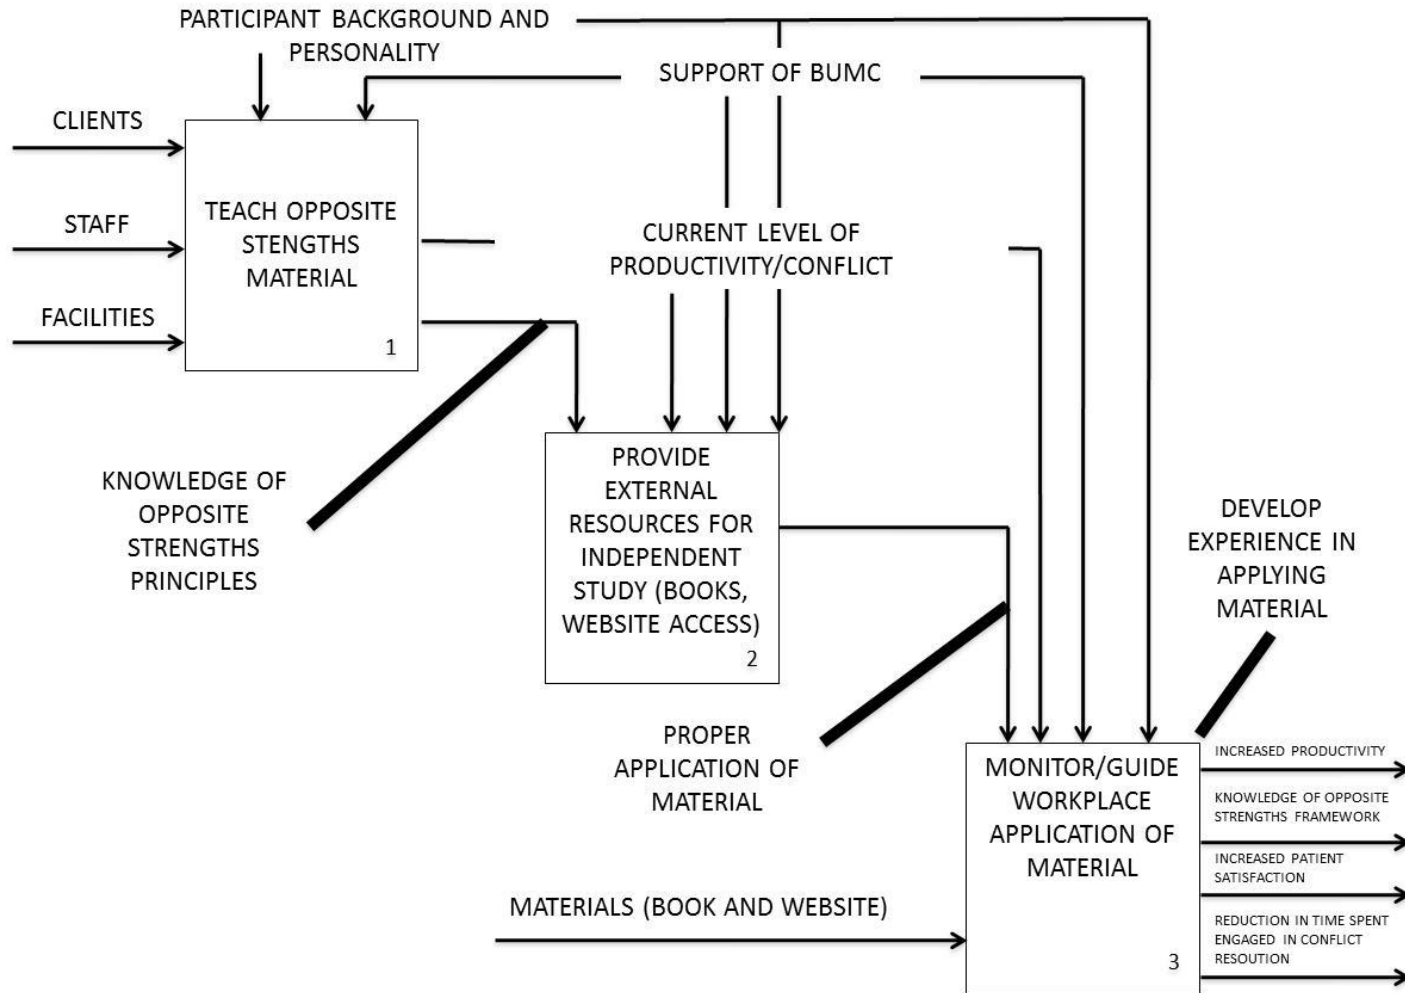 PARTICIPANT BACKGROUND AND
PERSONALITY
SUPPORT OF BUMC
CLIENTS
STAFF
FACILITIES
TEACH OPPOSITE
STENGTHS
MATERIAL
1
CURRENT LEVEL OF
PRODUCTIVITY/CONFLICT
KNOWLEDGE OF
OPPOSITE
STRENGTHS
PRINCIPLES
PROVIDE
EXTERNAL
RESOURCES FOR
INDEPENDENT
STUDY (BOOKS,
WEBSITE ACCESS)
2
DEVELOP
EXPERIENCE IN
APPLYING
MATERIAL
PROPER
APPLICATION OF
MATERIAL
MONITOR/GUIDE
WORKPLACE
APPLICATION OF
MATERIAL
3
MATERIALS (BOOK AND WEBSITE)
INCREASED PRODUCTIVITY
KNOWLEDGE OF OPPOSITE
STRENGTHS FRAMEWORK
INCREASED PATIENT
SATISFACTION
REDUCTION IN TIME SPENT
ENGAGED IN CONFLICT
RESOUTION